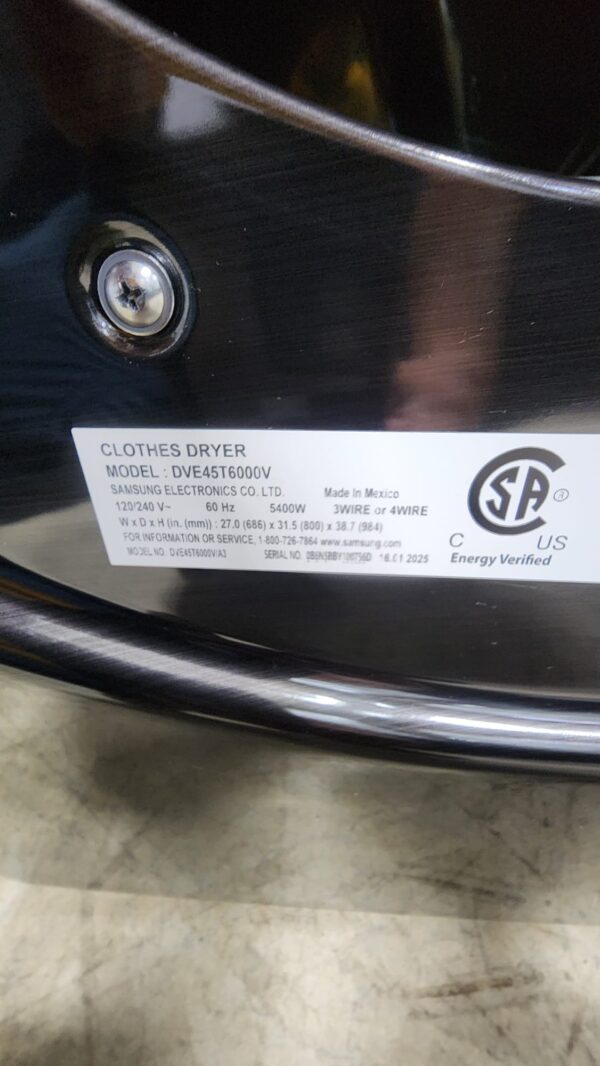 CLOTHES DRYER
MODEL : DVE45T6000V
SAMSUNG ELECTRONICS CO. LTD. Made In Mexico
120/240 V~ 60 Hz 5400W 3WIRE or 4WIRE
W x D x H (in. (mm)) : 27.0 (686) x 31.5 (800) x 38.7 (984)
FOR INFORMATION OR SERVICE, 1-800-726-7864 www.samsung.com
MODEL NO. DVE45T6000V/A3 SERIAL NO. 16.01 2025
SA ®
C US
Energy Verified